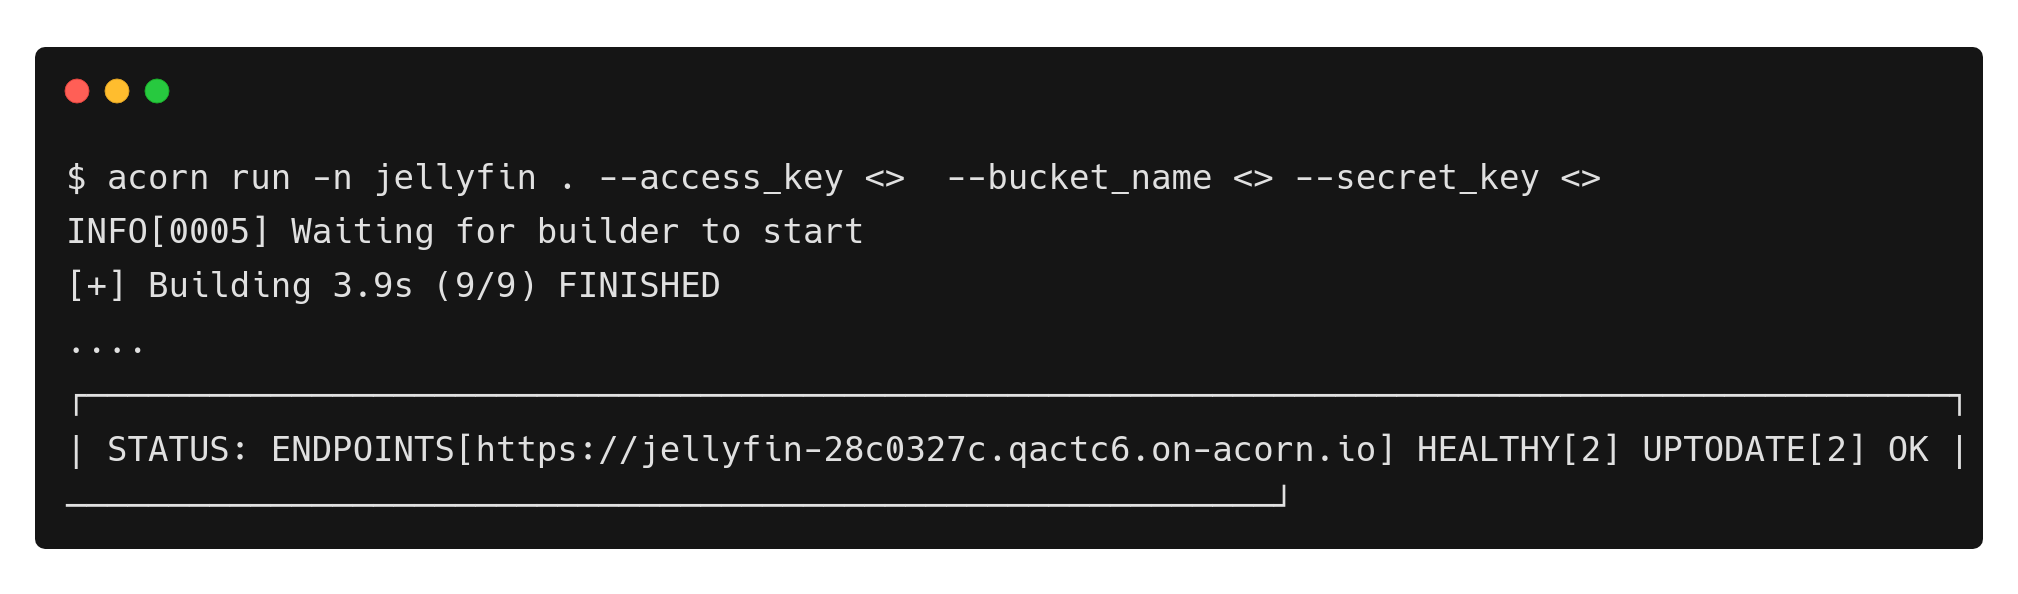 $ acorn run -n jellyfin . --access_key <>  --bucket_name <> --secret_key <>
INFO[0005] Waiting for builder to start
[+] Building 3.9s (9/9) FINISHED
....
┌────────────────────────────────────────────────────────────────────────────────────────────┐
| STATUS: ENDPOINTS[https://jellyfin-28c0327c.qactc6.on-acorn.io] HEALTHY[2] UPTODATE[2] OK |
───────────────────────────────────────────────────────────┘